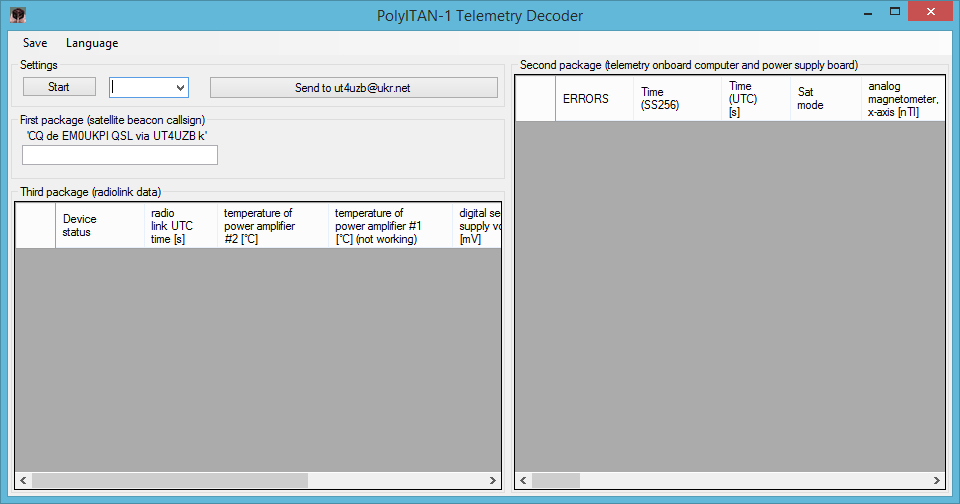 PolyITAN-1 Telemetry Decoder
Save Language
Settings
Start
Send to ut4uzb@ukr.net
First package (satellite beacon callsign)
'CQ de EM0UKPI QSL via UT4UZB k'
Third package (radiolink data)
Device
status
radio
link UTC
time [s]
temperature of
power amplifier
#2 [°C]
temperature of
power amplifier #1
[°C] (not working)
digital se
supply vo
[mV]
Second package (telemetry onboard computer and power supply board)
ERRORS
Time
(SS256)
Time
(UTC)
[s]
Sat
mode
analog
magnetometer,
x-axis [nTl]